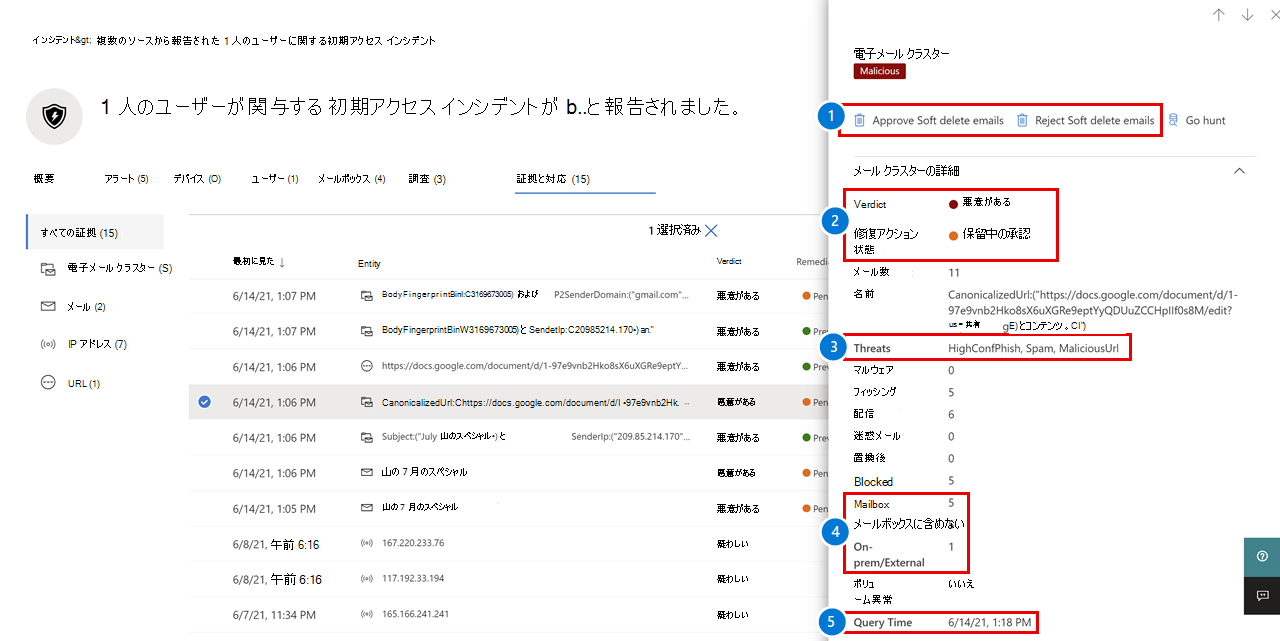 インシデント&gt; 複数のソースから報告された 1 人のユーザーに関する初期アクセス インシデント
1 人のユーザーが関与する 初期アクセス インシデントが b..と報告されました。
概要 アラート (5) デバイス (0) ユーザー (1) メールボックス (4) 調査 (3) 証拠と対応 (15)
すべての証拠 (15)
電子メール クラスター (S)
メール (2)
IP アドレス (7)
URL (1)
1 選択済み
最初に見た ↓ Entity Verdict Remedia
6/14/21, 1:07 PM BodyFingerprintBinI:C3169673005) および P2SenderDomain:("gmail.com"... 悪意がある Pen
6/14/21, 1:07 PM BodyFingerprintBinW3169673005)と SendetIp:C20985214.170•) an." 悪意がある Prev
6/14/21, 1:06 PM https://docs.google.com/document/d/1-97e9vnb2Hko8sX6uXGRe9eptY... 悪意がある Prev
6/14/21, 1:06 PM CanonicalizedUrl:Chttps://docs.google.com/document/d/l •97e9vnb2Hk. ... 悪意がある Pen
6/14/21, 1:06 PM Subject:("July 山のスペシャル•) と SenderIp:("209.85.214.170"... 悪意がある Prev
6/14/21, 1:06 PM 山の 7 月のスペシャル 悪意がある Pen
6/14/21, 1:05 PM 山の 7 月のスペシャル 悪意がある Pen
6/8/21, 午前 6:16 167.220.233.76 疑わしい
6/8/21, 午前 6:16 117.192.33.194 疑わしい
6/7/21, 11:34 PM 165.166.241.241 疑わしい
電子メール クラスター
Malicious
1 Approve Soft delete emails Reject Soft delete emails Go hunt
メール クラスターの詳細
2 Verdict 悪意がある
修復アクション 保留中の承認
状態
メール数 11
名前 CanonicalizedUrl:("https://docs.google.com/document/d/1-
97e9vnb2Hko8sX6uXGRe9eptYyQDUuZCCHpIIf0s8M/edit?
us = 共有 gE)とコンテンツ。CI")
3 Threats HighConfPhish, Spam, MaliciousUrl
マルウェア 0
フィッシング 5
配信 6
迷惑メール 0
置換後 0
Blocked 5
Mailbox 5
4 メールボックスに含めない
On- 1
prem/External
ボリュ いいえ
ーム異常
5 Query Time 6/14/21, 1:18 PM